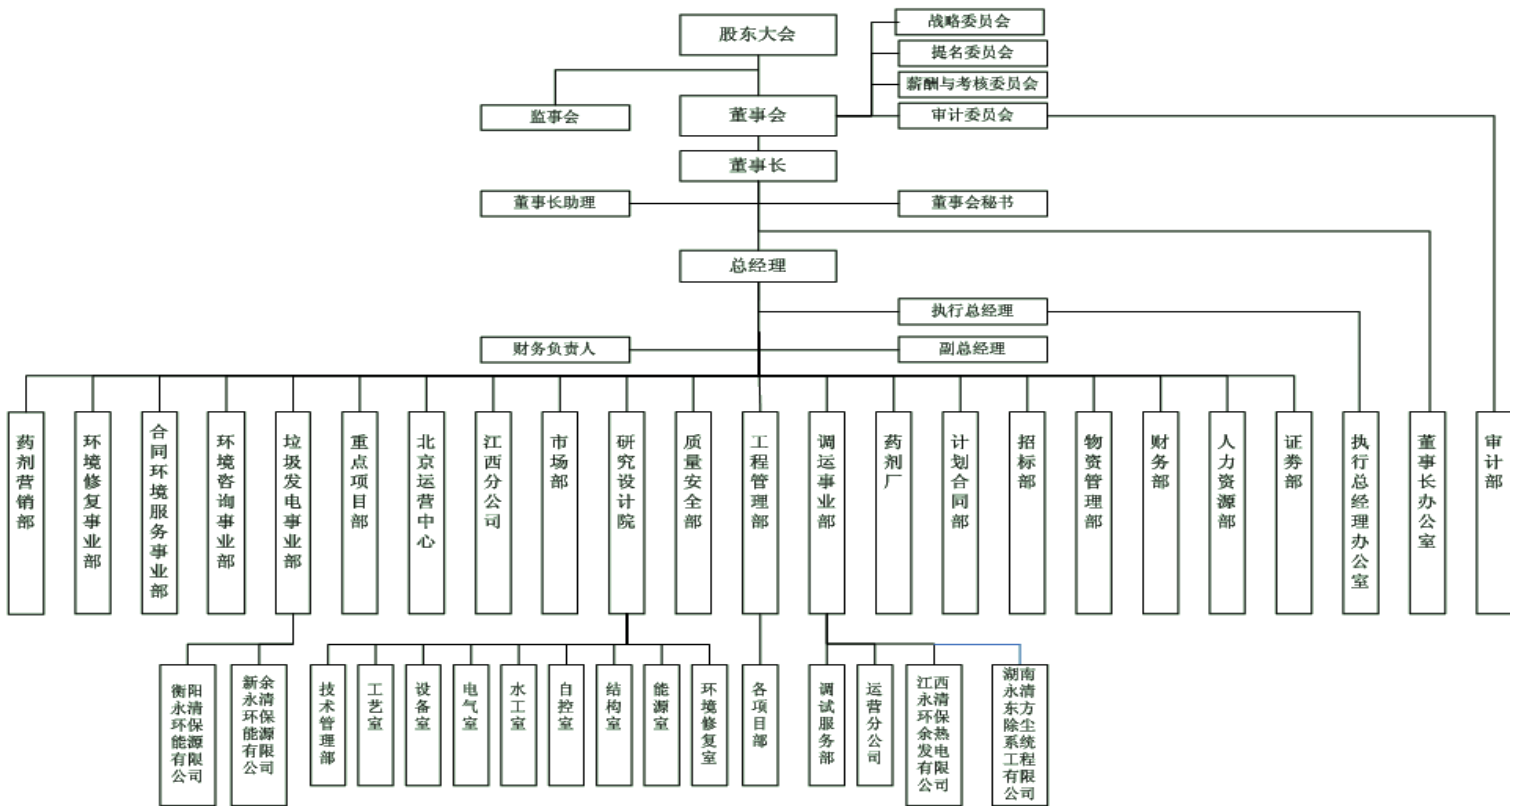 股东大会
战略委员会
提名委员会
薪酬与考核委员会
监事会
董事会
审计委员会
董事长
董事长助理
董事会秘书
总经理
执行总经理
财务负责人
副总经理
药剂营销部
环境修复事业部
合同环境服务事业部
环境咨询事业部
垃圾发电事业部
重点项目部
北京运营中心
江西分公司
市场部
研究设计院
质量安全部
工程管理部
调运事业部
药剂厂
计划合同部
招标部
物资管理部
财务部
人力资源部
证券部
执行总经理办公室
董事长办公室
审计部
衡阳永清环保能源有限公司
新余永清环保能源有限公司
技术管理部
工艺室
设备室
电气室
水工室
自控室
结构室
能源室
环境修复室
各项目部
调试服务部
运营分公司
江西永清环保余热发电有限公司
湖南永清东方除尘系统工程有限公司